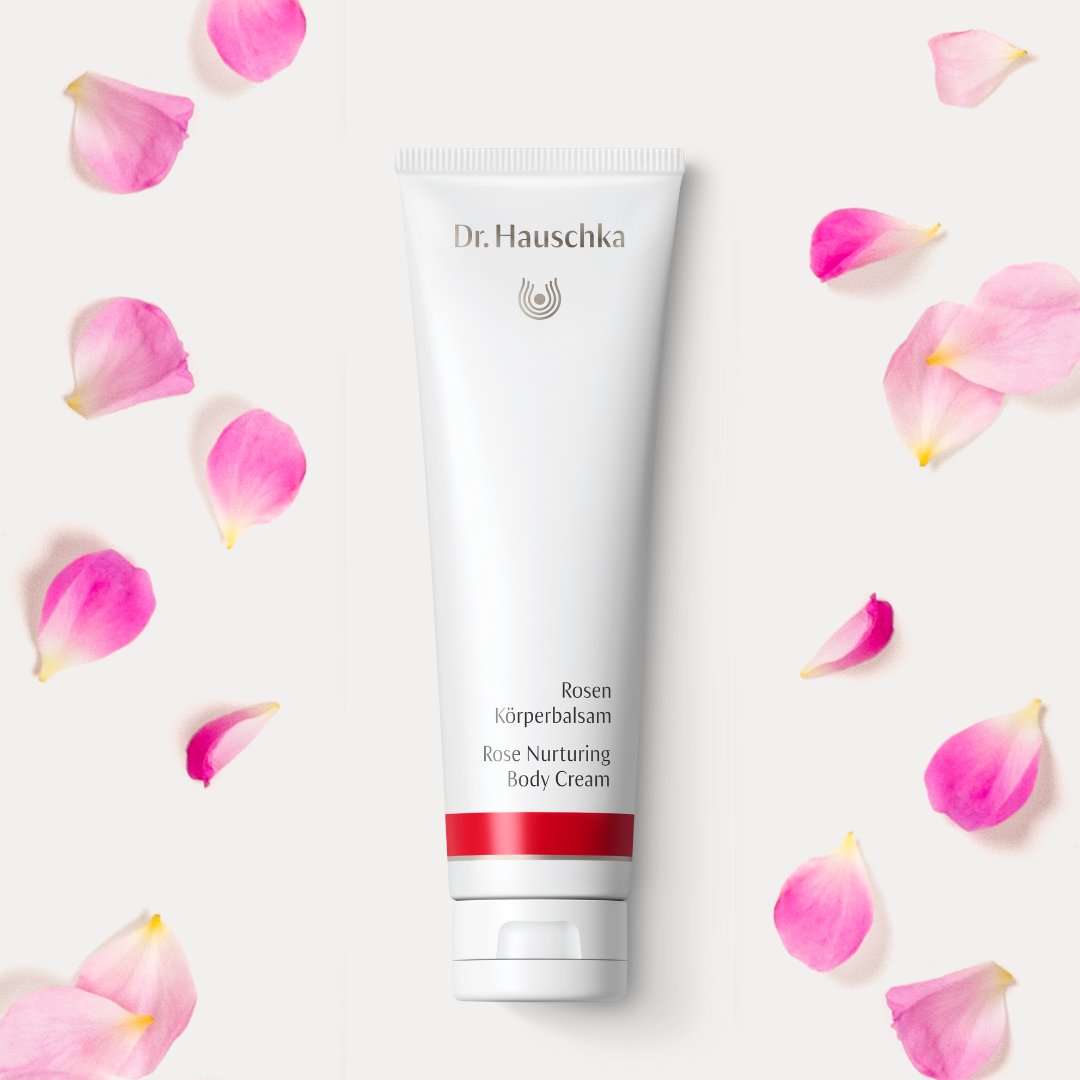 Dr. Hauschka
Rosen
Körperbalsam
Rose Nurturing
Body Cream